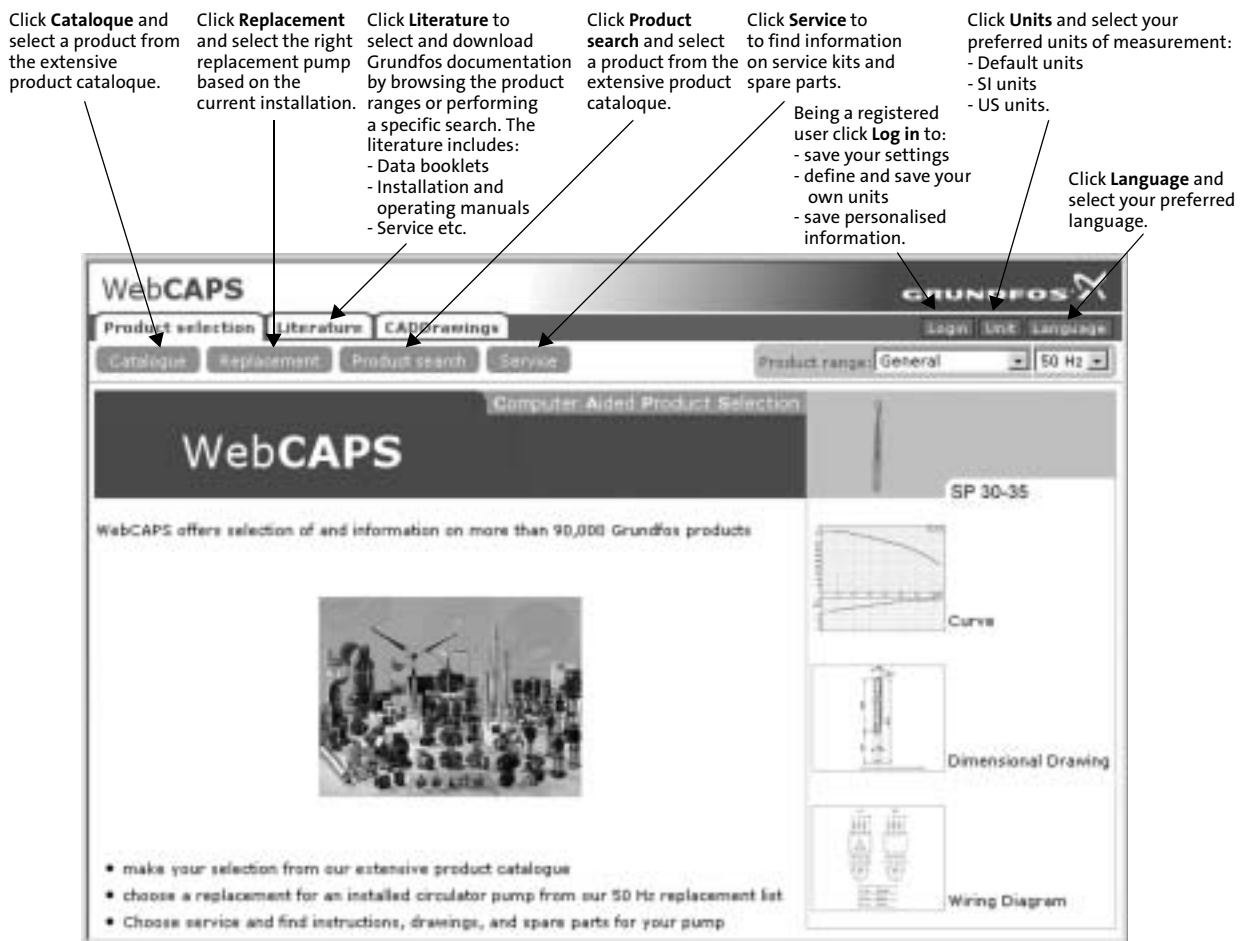 Click Catalogue and
select a product from
the extensive
product catalogue.
Click Replacement
and select the right
replacement pump
based on the
current installation.
Click Literature to
select and download
Grundfos documentation
by browsing the product
ranges or performing
a specific search. The
literature includes:
- Data booklets
- Installation and
operating manuals
- Service etc.
Click Product
search and select
a product from the
extensive product
catalogue.
Click Service to
to find information
on service kits and
spare parts.
Being a registered
user click Log in to:
- save your settings
- define and save your
own units
- save personalised
information.
Click Units and select your
preferred units of measurement:
- Default units
- SI units
- US units.
Click Language and
select your preferred
language.
WebCAPS
GRUNDFOS
Product selection Literature CADDrawings
Login Unit Language
Catalogue Replacement Product search Service
Product range: General 50 Hz
Computer Aided Product Selection
WebCAPS
SP 30-35
WebCAPS offers selection of and information on more than 90,000 Grundfos products
Curve
Dimensional Drawing
Wiring Diagram
• make your selection from our extensive product catalogue
• choose a replacement for an installed circulator pump from our 50 Hz replacement list
• Choose service and find instructions, drawings, and spare parts for your pump